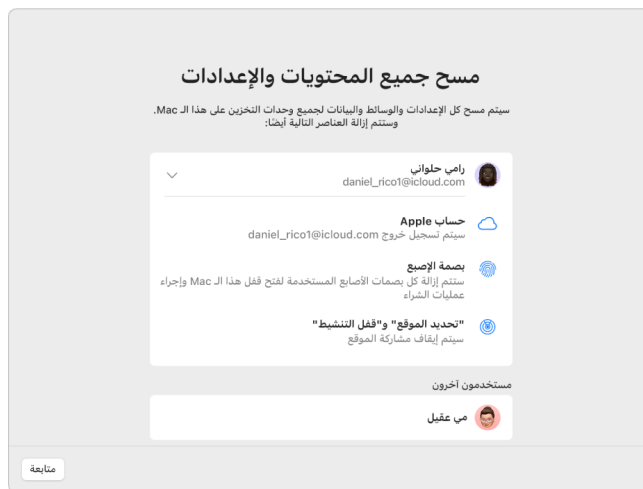 مسح جميع المحتويات والإعدادات
سيتم مسح كل الإعدادات والوسائط والبيانات لجميع وحدات التخزين على هذا الـ Mac.
وستتم إزالة العناصر التالية أيضًا:
رامي حلواني
daniel_rico1@icloud.com
حساب Apple
سيتم تسجيل خروج daniel_rico1@icloud.com
بصمة الإصبع
ستتم إزالة كل بصمات الأصابع المستخدمة لفتح قفل هذا الـ Mac وإجراء
عمليات الشراء
"تحديد الموقع" و"قفل التنشيط"
سيتم إيقاف مشاركة الموقع
مستخدمون آخرون
مي عقيل
متابعة